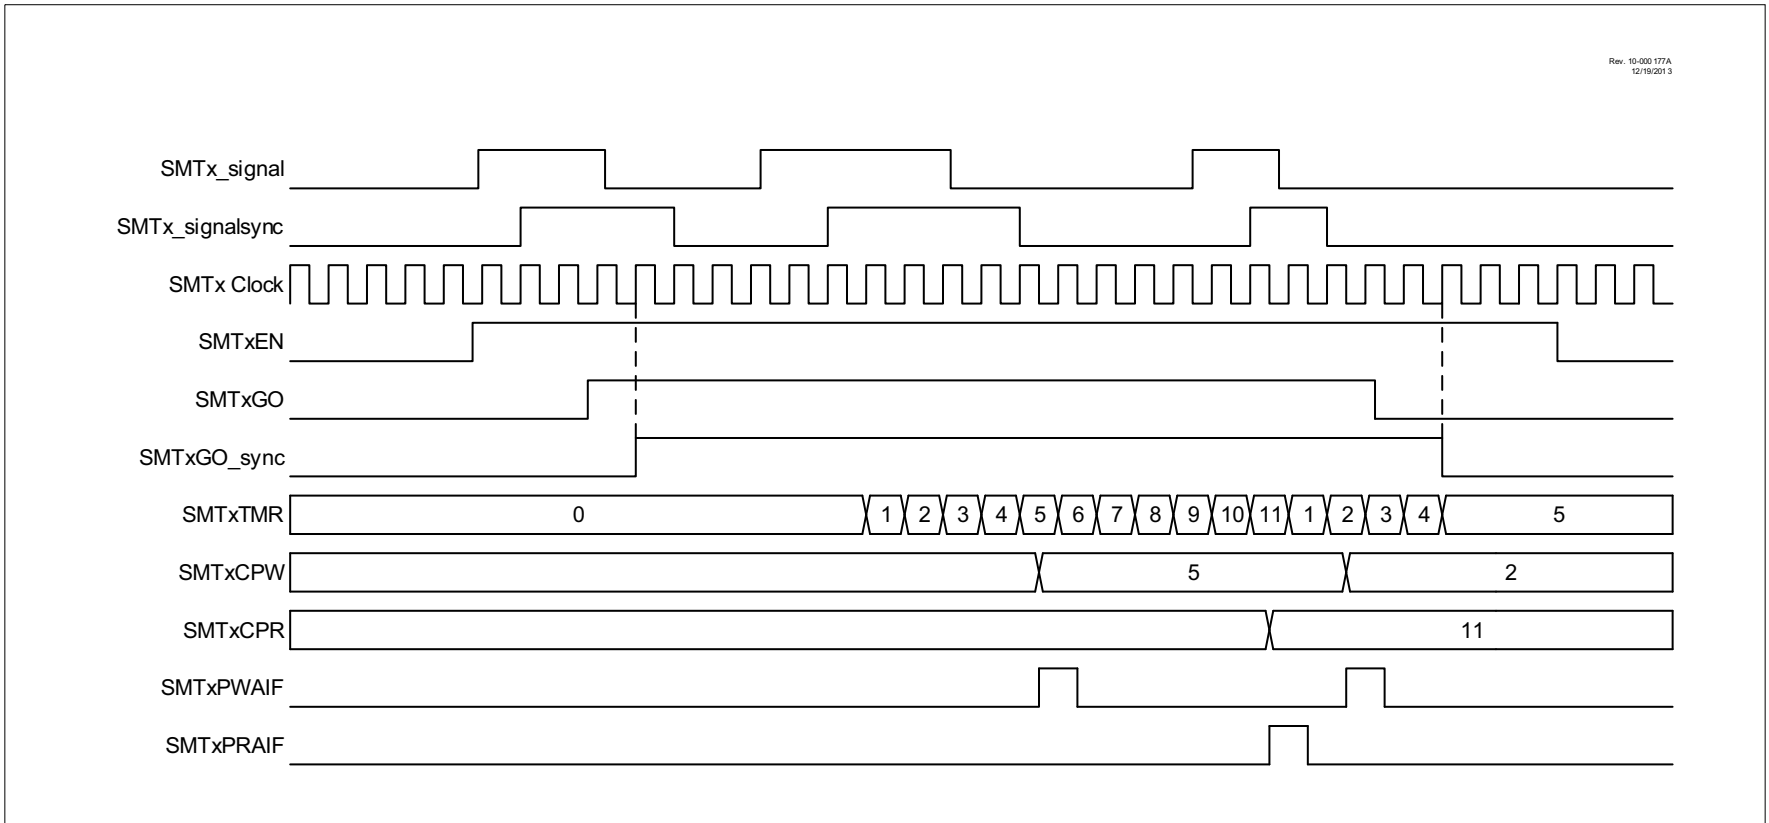 Rev. 10-000 177A
12/19/201 3
SMTx_signal
SMTx_signalsync
SMTx Clock
SMTxEN
SMTxGO
SMTxGO_sync
SMTxTMR 0 1 2 3 4 5 6 7 8 9 10 11 1 2 3 4 5
SMTxCPW 5 2
SMTxCPR 11
SMTxPWAIF
SMTxPRAIF